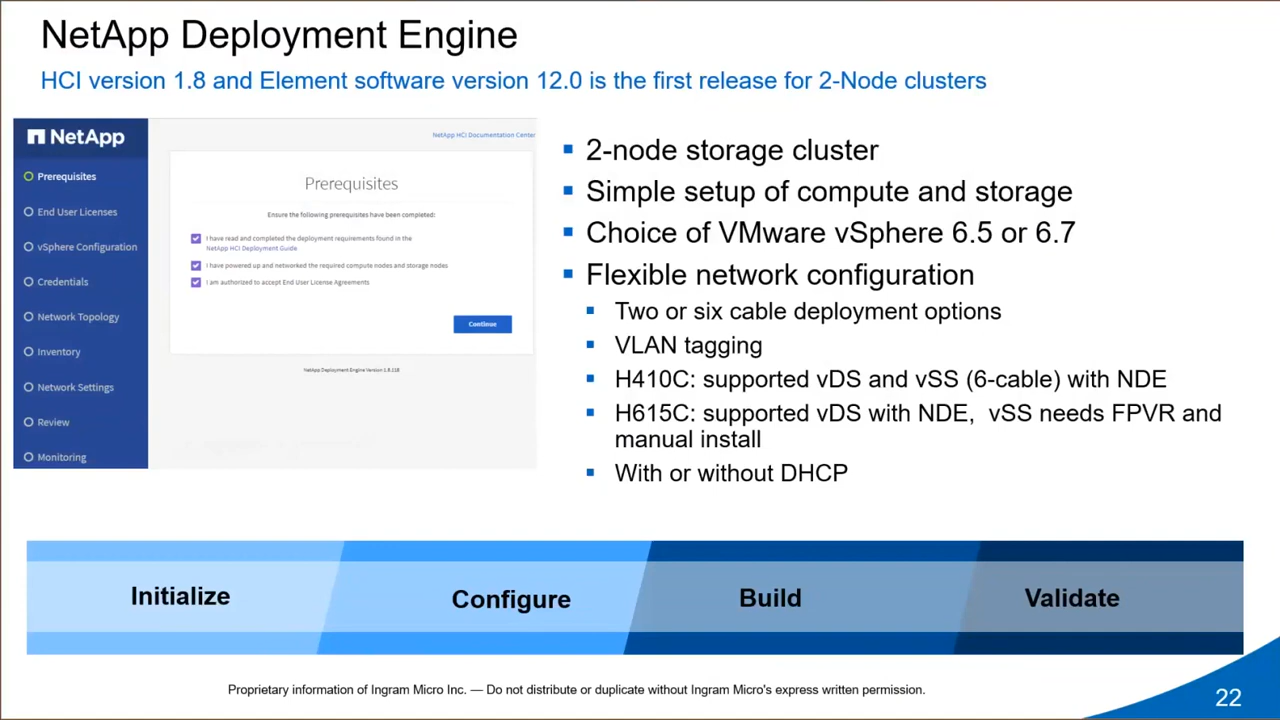 NetApp Deployment Engine
HCI version 1.8 and Element software version 12.0 is the first release for 2-Node clusters
NetApp
Prerequisites
End User Licenses
vSphere Configuration
Credentials
Network Topology
Inventory
Network Settings
Review
Monitoring
NetApp HCI Documentation Center
Prerequisites
Ensure the following prerequisites have been completed:
I have read and completed the deployment requirements found in the
NetApp HCI Deployment Guide.
I have powered up and networked the required compute nodes and storage nodes
I am authorized to accept End User License Agreements
Continue
NetApp Deployment Engine Version 1.8.118
2-node storage cluster
Simple setup of compute and storage
Choice of VMware vSphere 6.5 or 6.7
Flexible network configuration
Two or six cable deployment options
VLAN tagging
H410C: supported vDS and vSS (6-cable) with NDE
H615C: supported vDS with NDE, vSS needs FPVR and
manual install
With or without DHCP
Initialize
Configure
Build
Validate
Proprietary information of Ingram Micro Inc. — Do not distribute or duplicate without Ingram Micro's express written permission.
22